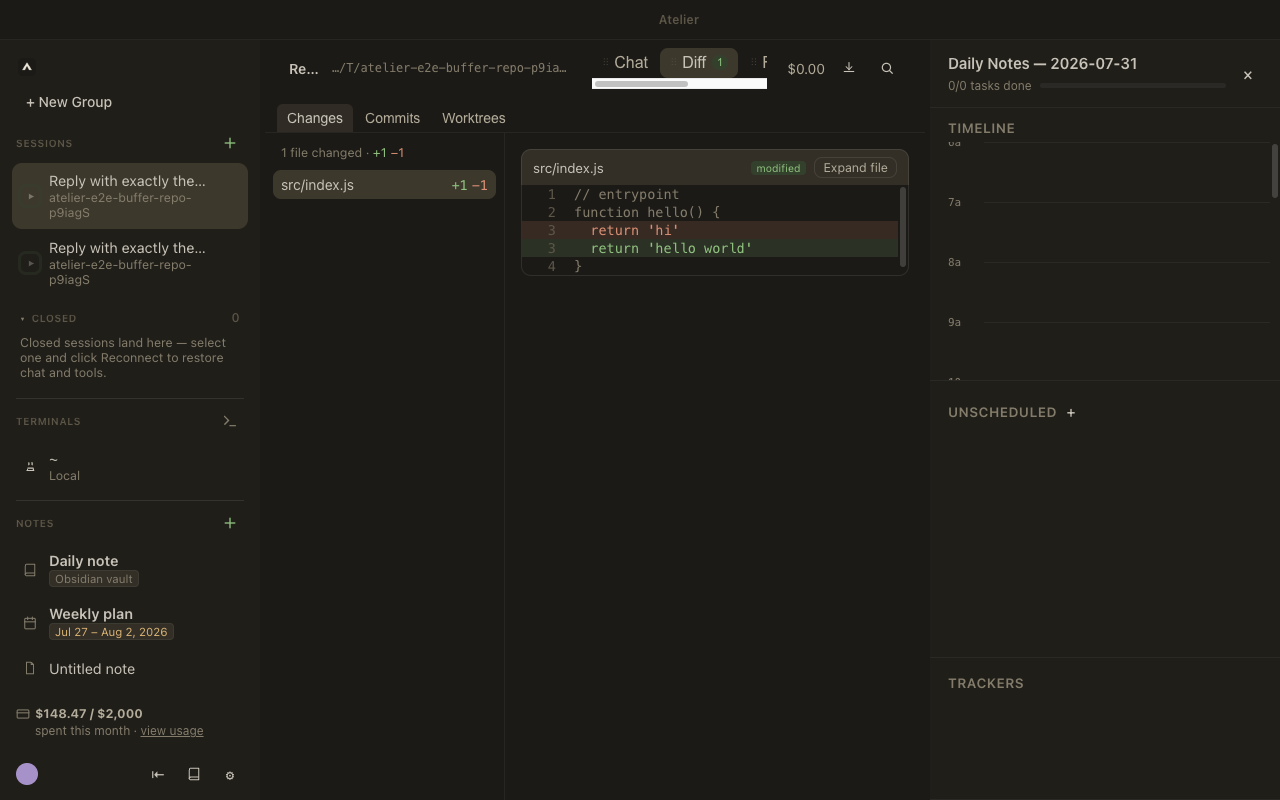 Atelier
+ New Group
SESSIONS
Reply with exactly the...
atelier-e2e-buffer-repo-
p9iagS
Reply with exactly the...
atelier-e2e-buffer-repo-
p9iagS
CLOSED
0
Closed sessions land here — select
one and click Reconnect to restore
chat and tools.
TERMINALS
~
Local
NOTES
Daily note
Obsidian vault
Weekly plan
Jul 27 – Aug 2, 2026
Untitled note
$148.47 / $2,000
spent this month · view usage
Re...
…/T/atelier-e2e-buffer-repo-p9ia…
Chat
Diff 1
$0.00
Changes
Commits
Worktrees
1 file changed · +1 −1
src/index.js
+1 −1
src/index.js
modified
Expand file
1 // entrypoint
2 function hello() {
3 return 'hi'
3 return 'hello world'
4 }
Daily Notes — 2026-07-31
×
0/0 tasks done
TIMELINE
6a
7a
8a
9a
UNSCHEDULED +
TRACKERS